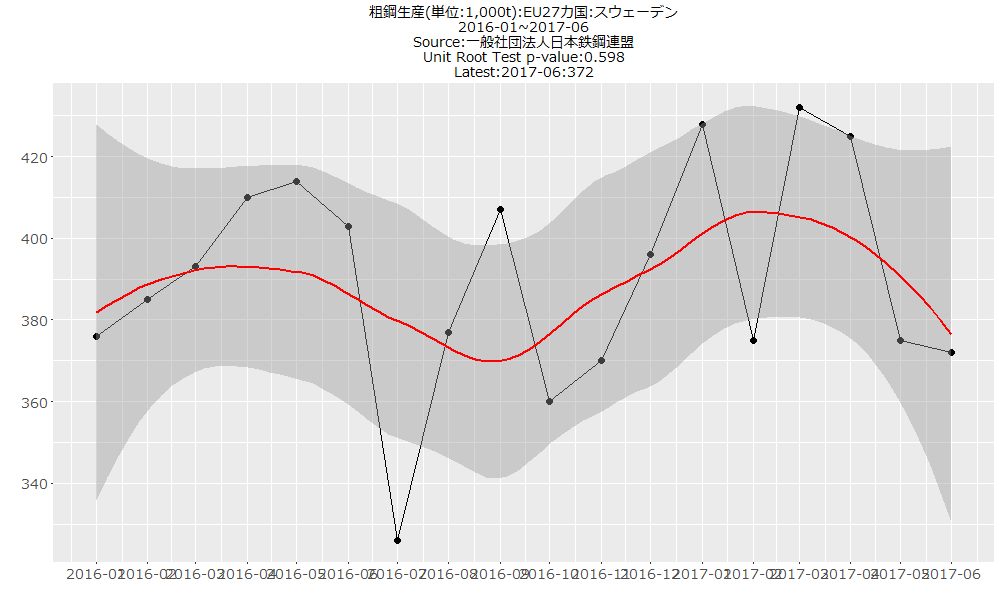 粗鋼生産(単位:1,000t):EU27カ国:スウェーデン
2016-01~2017-06
Source:一般社団法人日本鉄鋼連盟
Unit Root Test p-value:0.598
Latest:2017-06:372
420
400
380
360
340
2016-01 2016-02 2016-03 2016-04 2016-05 2016-06 2016-07 2016-08 2016-09 2016-10 2016-11 2016-12 2017-01 2017-02 2017-03 2017-04 2017-05 2017-06